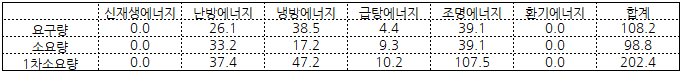 신재생에너지 난방에너지 냉방에너지 급탕에너지 조명에너지 환기에너지 합계
요구량 0.0 26.1 38.5 4.4 39.1 0.0 108.2
소요량 0.0 33.2 17.2 9.3 39.1 0.0 98.8
1차소요량 0.0 37.4 47.2 10.2 107.5 0.0 202.4